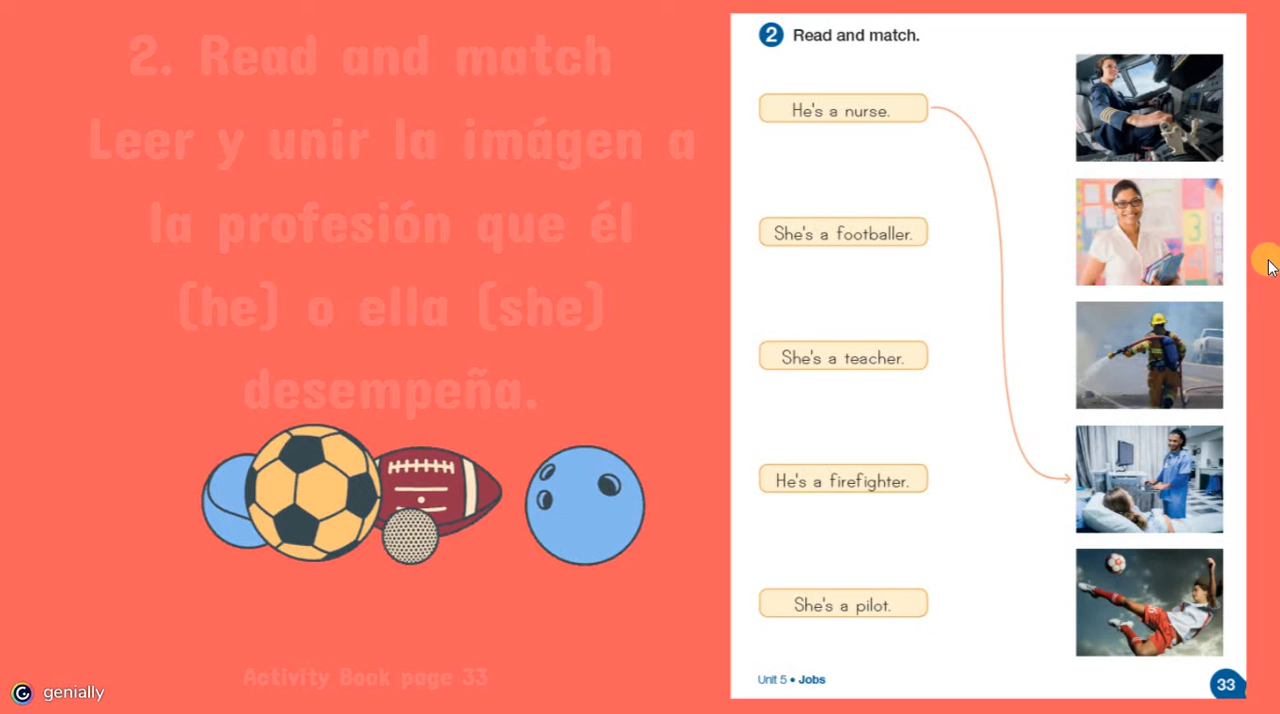 2. Read and match
Leer y unir la imágen a
la profesión que él
(he) o ella (she)
desempeña.
Activity Book page 33
genially
2 Read and match.
He's a nurse.
She's a footballer.
She's a teacher.
He's a firefighter.
She's a pilot.
Unit 5 • Jobs
33